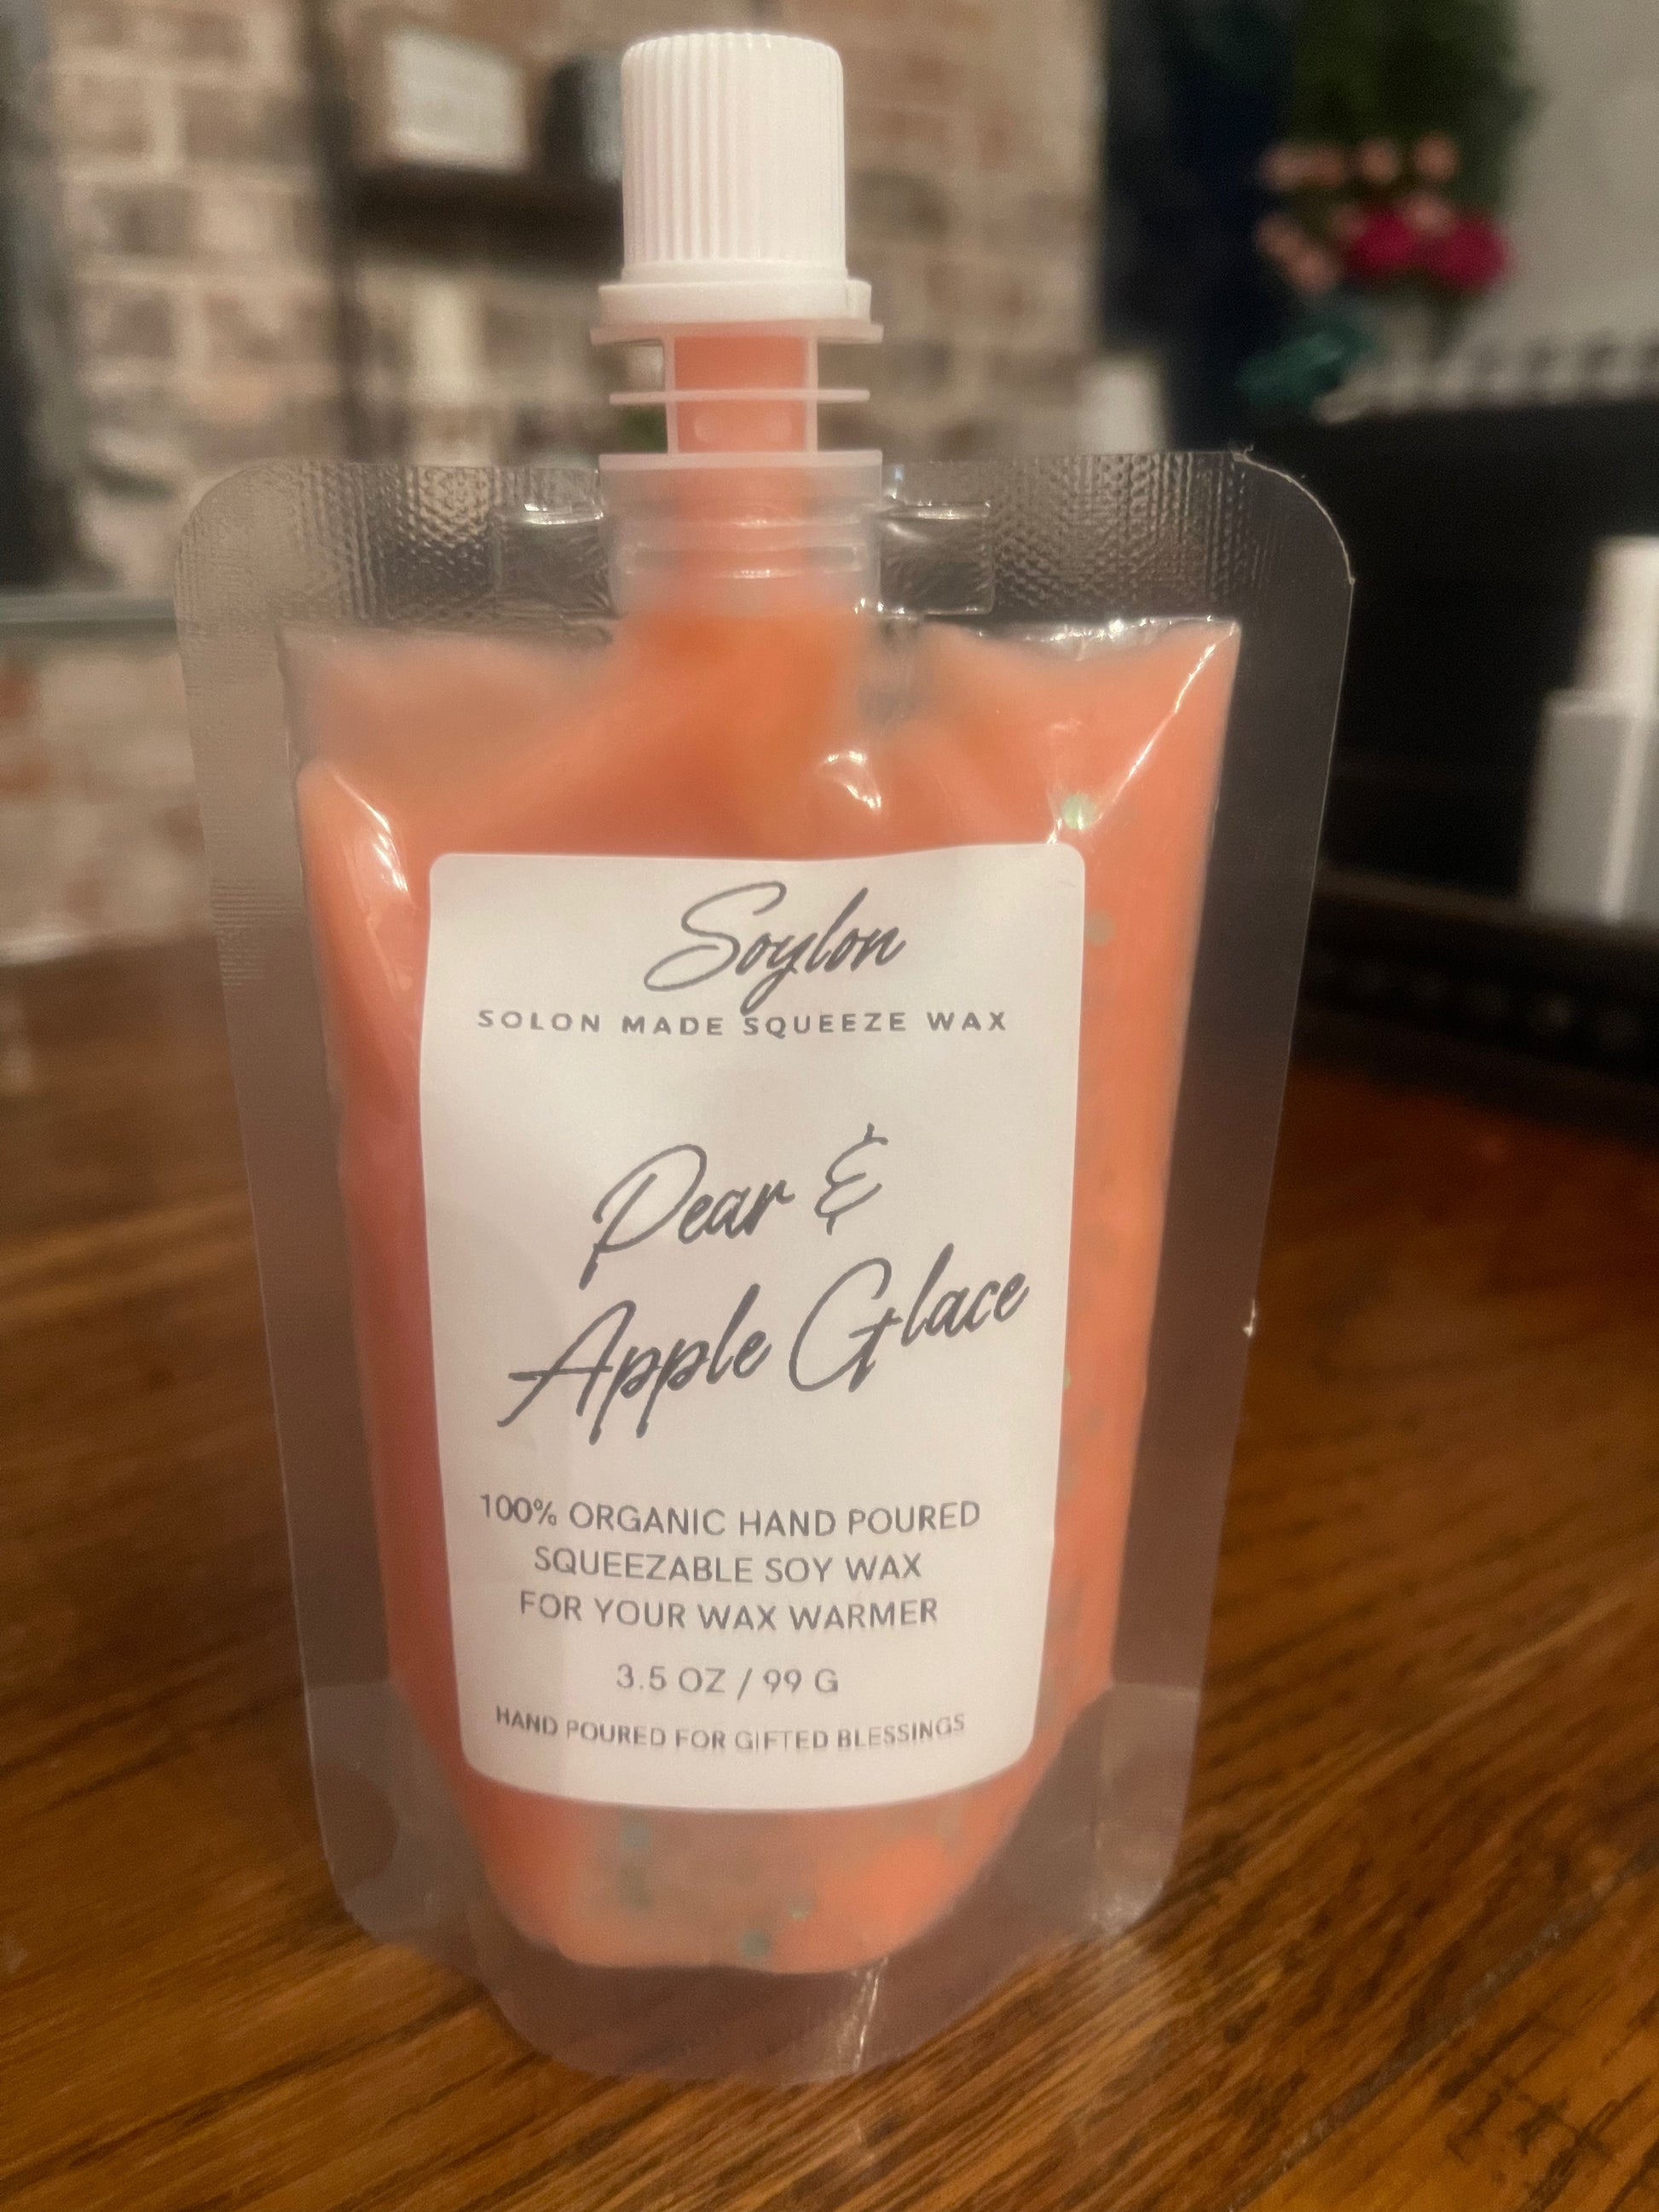 Soylon
SOLON MADE SQUEEZE WAX
Pear &
Apple Glace
100% ORGANIC HAND POURED
SQUEEZABLE SOY WAX
FOR YOUR WAX WARMER
3.5 OZ / 99 G
HAND POURED FOR GIFTED BLESSINGS